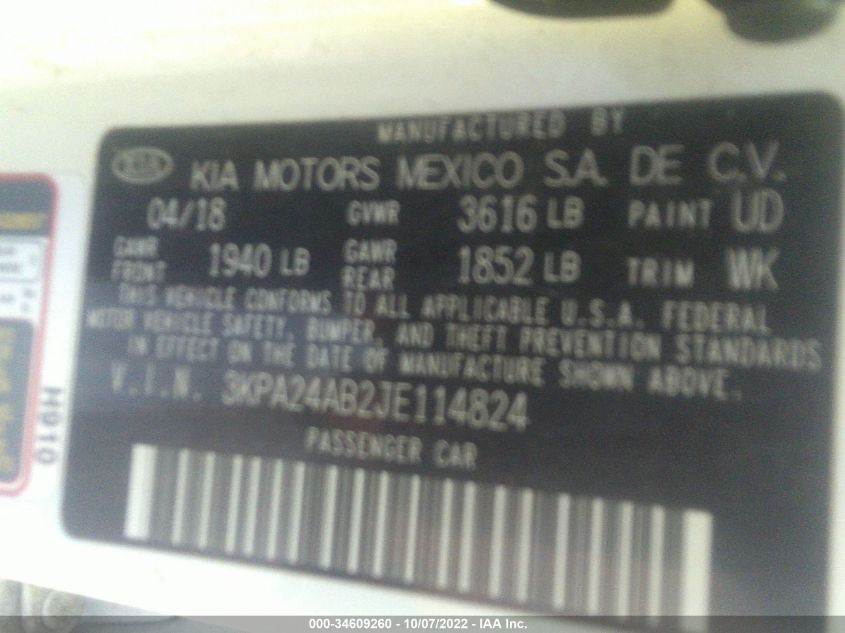 MANUFACTURED BY
KIA KIA MOTORS MEXICO S.A. DE C.V.
04/18 GVWR 3616 LB PAINT UD
GAWR FRONT 1940 LB GAWR REAR 1852 LB TRIM WK
THIS VEHICLE CONFORMS TO ALL APPLICABLE U.S.A. FEDERAL
MOTOR VEHICLE SAFETY, BUMPER, AND THEFT PREVENTION STANDARDS
IN EFFECT ON THE DATE OF MANUFACTURE SHOWN ABOVE.
V.I.N. 3KPA24AB2JE114824
PASSENGER CAR
H910
000-34609260 - 10/07/2022 - IAA Inc.